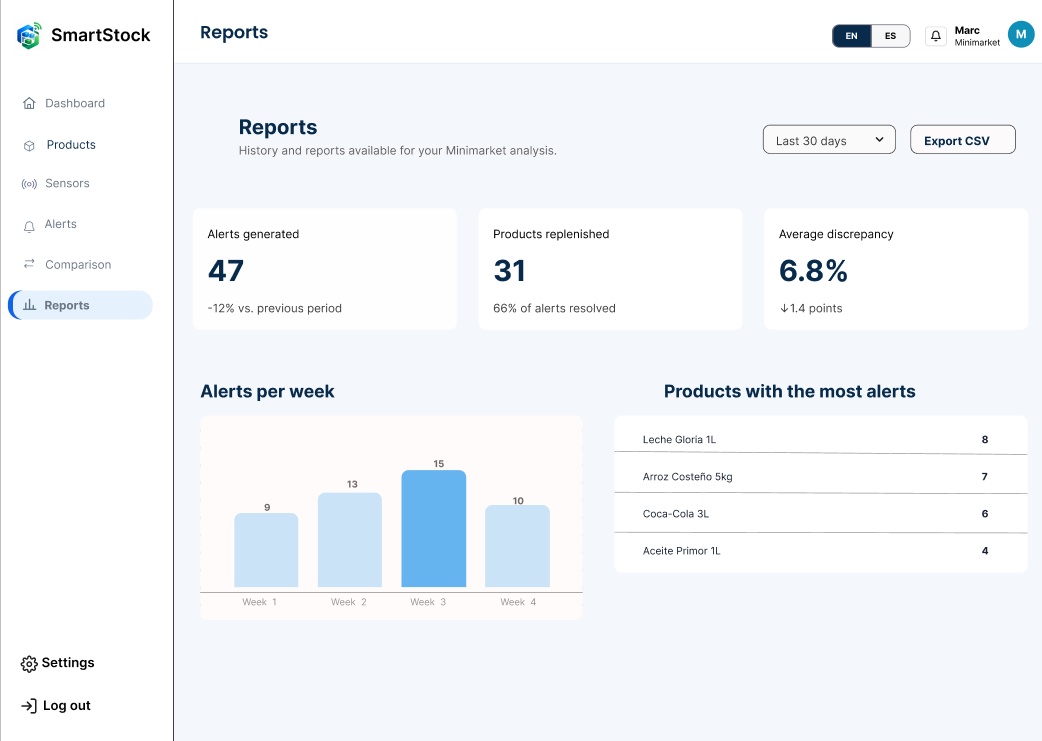 SmartStock
Dashboard
Products
Sensors
Alerts
Comparison
Reports
Settings
Log out
Reports
EN
ES
Marc
Minimarket
M
Reports
History and reports available for your Minimarket analysis.
Last 30 days
Export CSV
Alerts generated
47
-12% vs. previous period
Products replenished
31
66% of alerts resolved
Average discrepancy
6.8%
↓1.4 points
Alerts per week
9
13
15
10
Week 1
Week 2
Week 3
Week 4
Products with the most alerts
Leche Gloria 1L 8
Arroz Costeño 5kg 7
Coca-Cola 3L 6
Aceite Primor 1L 4